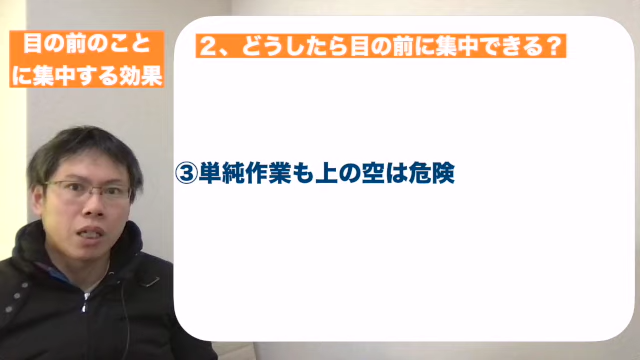 目の前のこと
に集中する効果
２、どうしたら目の前に集中できる？
③単純作業も上の空は危険